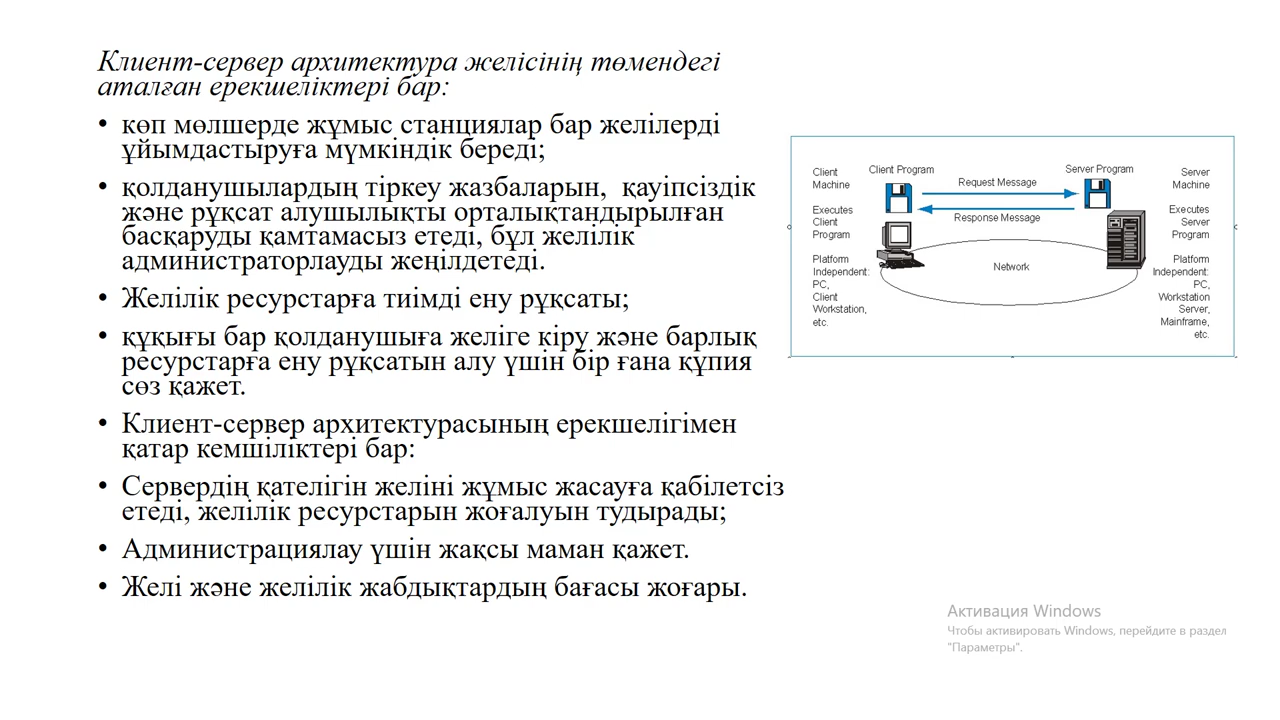 Клиент-сервер архитектура желісінің төмендегі
аталған ерекшеліктері бар:
• көп мөлшерде жұмыс станциялар бар желілерді
ұйымдастыруға мүмкіндік береді;
• қолданушылардың тіркеу жазбаларын, қауіпсіздік
және рұқсат алушылықты орталықтандырылған
басқаруды қамтамасыз етеді, бұл желілік
администраторлауды жеңілдетеді.
• Желілік ресурстарға тиімді ену рұқсаты;
• құқығы бар қолданушыға желіге кіру және барлық
ресурстарға ену рұқсатын алу үшін бір ғана құпия
сөз қажет.
• Клиент-сервер архитектурасының ерекшелігімен
қатар кемшіліктері бар:
• Сервердің қателігін желіні жұмыс жасауға қабілетсіз
етеді, желілік ресурстарын жоғалуын тудырады;
• Администрациялау үшін жақсы маман қажет.
• Желі және желілік жабдықтардың бағасы жоғары.
Client
Machine
Executes
Client
Program
Platform
Independent:
PC,
Client
Workstation,
etc.
Client Program
Request Message
Response Message
Network
Server Program
Server
Machine
Executes
Server
Program
Platform
Independent:
PC,
Workstation
Server,
Mainframe,
etc.
Активация Windows
Чтобы активировать Windows, перейдите в раздел
"Параметры".